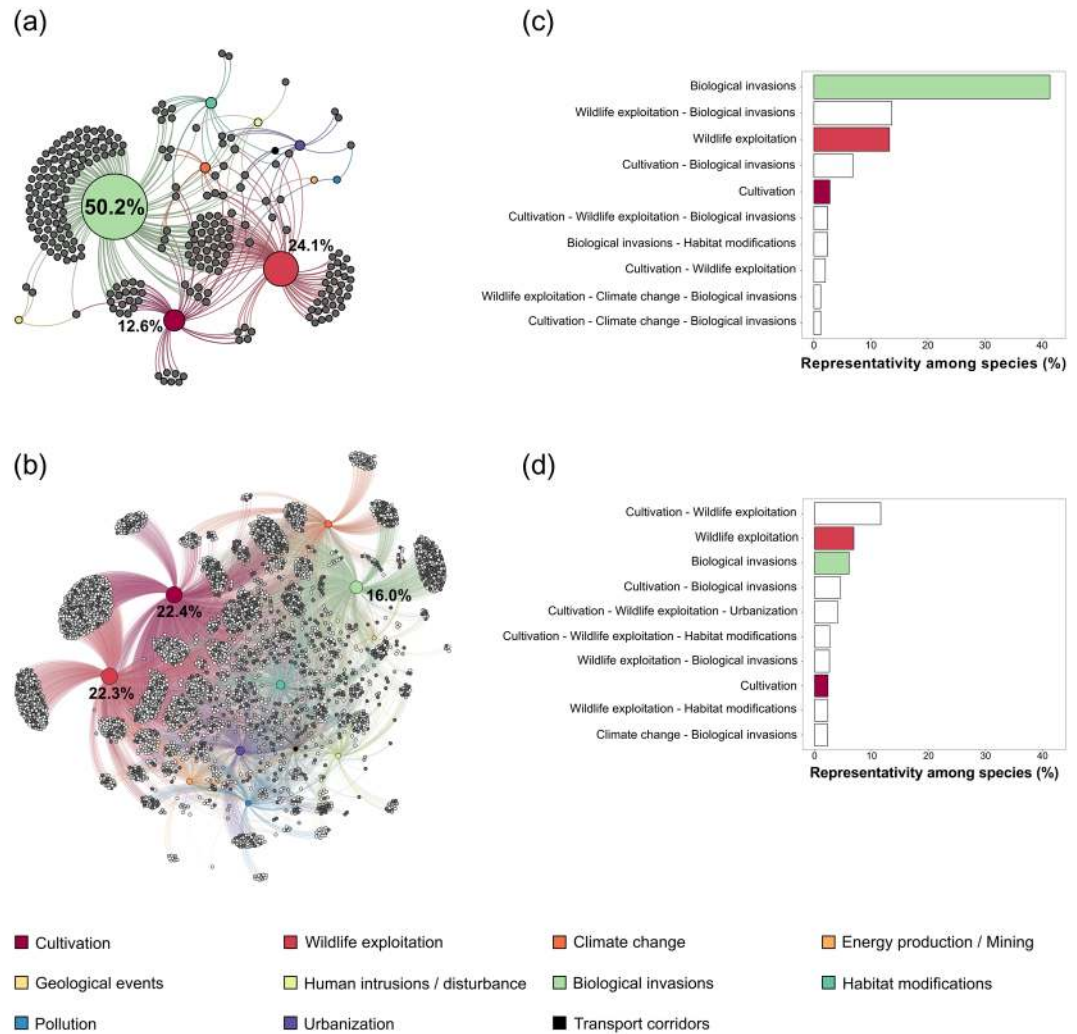 (a)
50.2%
24.1%
12.6%
(c)
Biological invasions
Wildlife exploitation - Biological invasions
Wildlife exploitation
Cultivation - Biological invasions
Cultivation
Cultivation - Wildlife exploitation - Biological invasions
Biological invasions - Habitat modifications
Cultivation - Wildlife exploitation
Wildlife exploitation - Climate change - Biological invasions
Cultivation - Climate change - Biological invasions
0 10 20 30 40
Representativity among species (%)
(b)
22.4%
16.0%
22.3%
(d)
Cultivation - Wildlife exploitation
Wildlife exploitation
Biological invasions
Cultivation - Biological invasions
Cultivation - Wildlife exploitation - Urbanization
Cultivation - Wildlife exploitation - Habitat modifications
Wildlife exploitation - Biological invasions
Cultivation
Wildlife exploitation - Habitat modifications
Climate change - Biological invasions
0 10 20 30 40
Representativity among species (%)
Cultivation Wildlife exploitation Climate change Energy production / Mining
Geological events Human intrusions / disturbance Biological invasions Habitat modifications
Pollution Urbanization Transport corridors